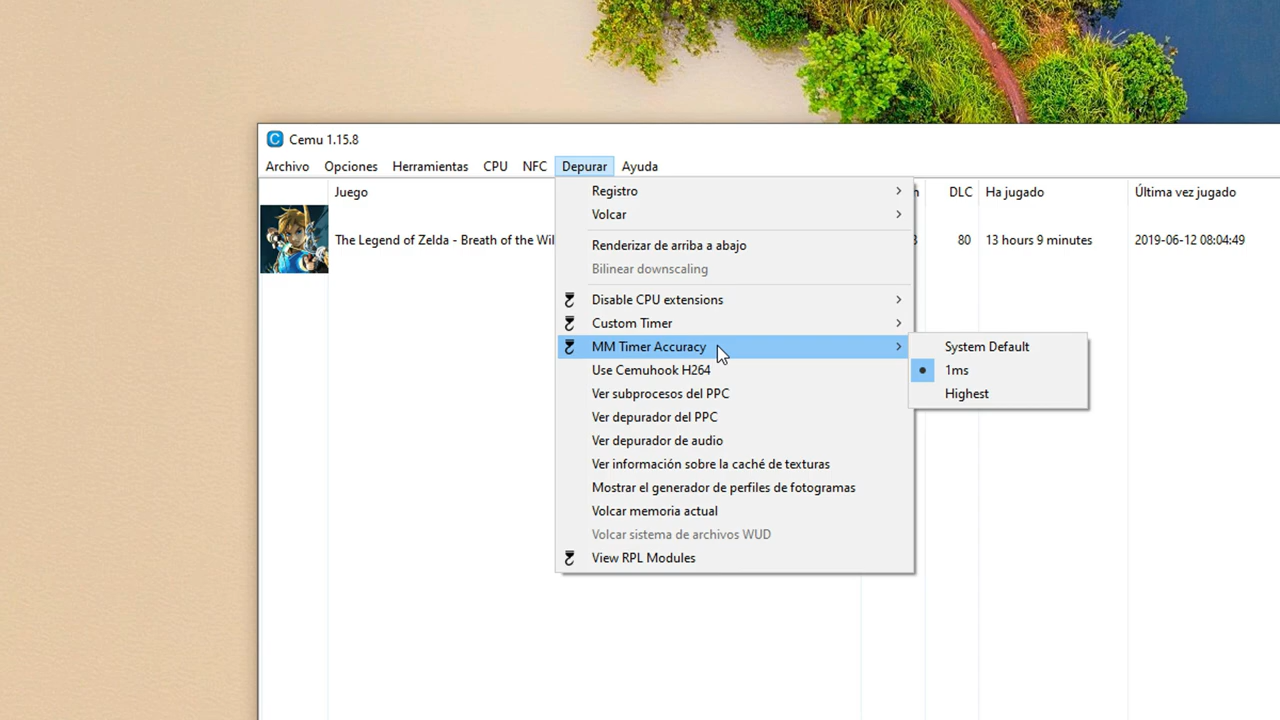 Cemu 1.15.8
Archivo Opciones Herramientas CPU NFC Depurar Ayuda
Juego DLC Ha jugado Última vez jugado
The Legend of Zelda - Breath of the Wil 80 13 hours 9 minutes 2019-06-12 08:04:49
Registro
Volcar
Renderizar de arriba a abajo
Bilinear downscaling
Disable CPU extensions
Custom Timer
MM Timer Accuracy
Use Cemuhook H264
Ver subprocesos del PPC
Ver depurador del PPC
Ver depurador de audio
Ver información sobre la caché de texturas
Mostrar el generador de perfiles de fotogramas
Volcar memoria actual
Volcar sistema de archivos WUD
View RPL Modules
System Default
1ms
Highest